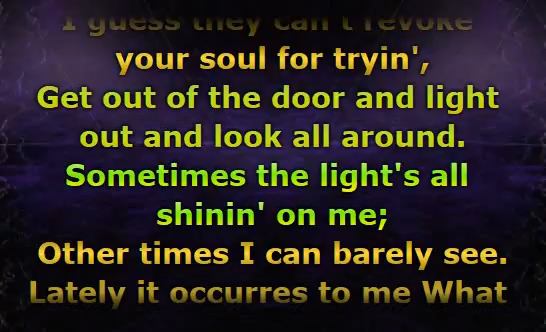 I guess they can't revoke
your soul for tryin',
Get out of the door and light
out and look all around.
Sometimes the light's all
shinin' on me;
Other times I can barely see.
Lately it occurres to me What